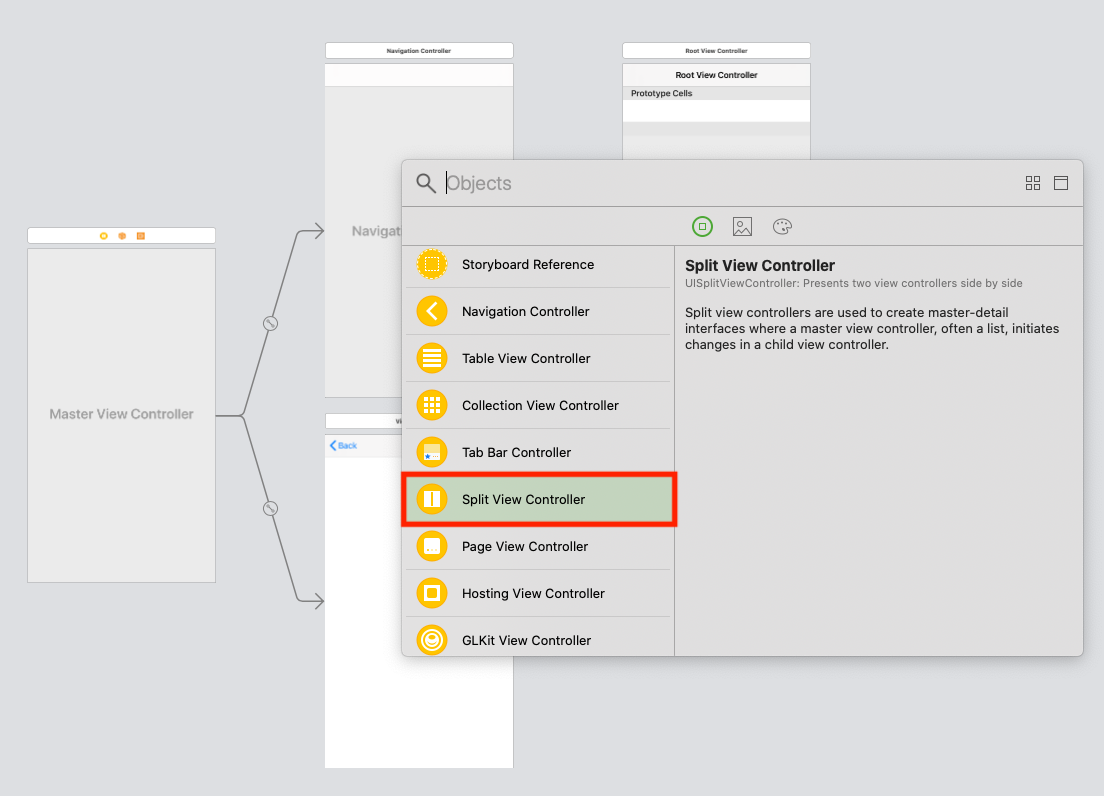 Navigation Controller
Root View Controller
Root View Controller
Prototype Cells
Objects
Storyboard Reference
Navigation Controller
Table View Controller
Collection View Controller
Tab Bar Controller
Split View Controller
Page View Controller
Hosting View Controller
GLKit View Controller
Split View Controller
UISplitViewController: Presents two view controllers side by side
Split view controllers are used to create master-detail
interfaces where a master view controller, often a list, initiates
changes in a child view controller.
Master View Controller
Back